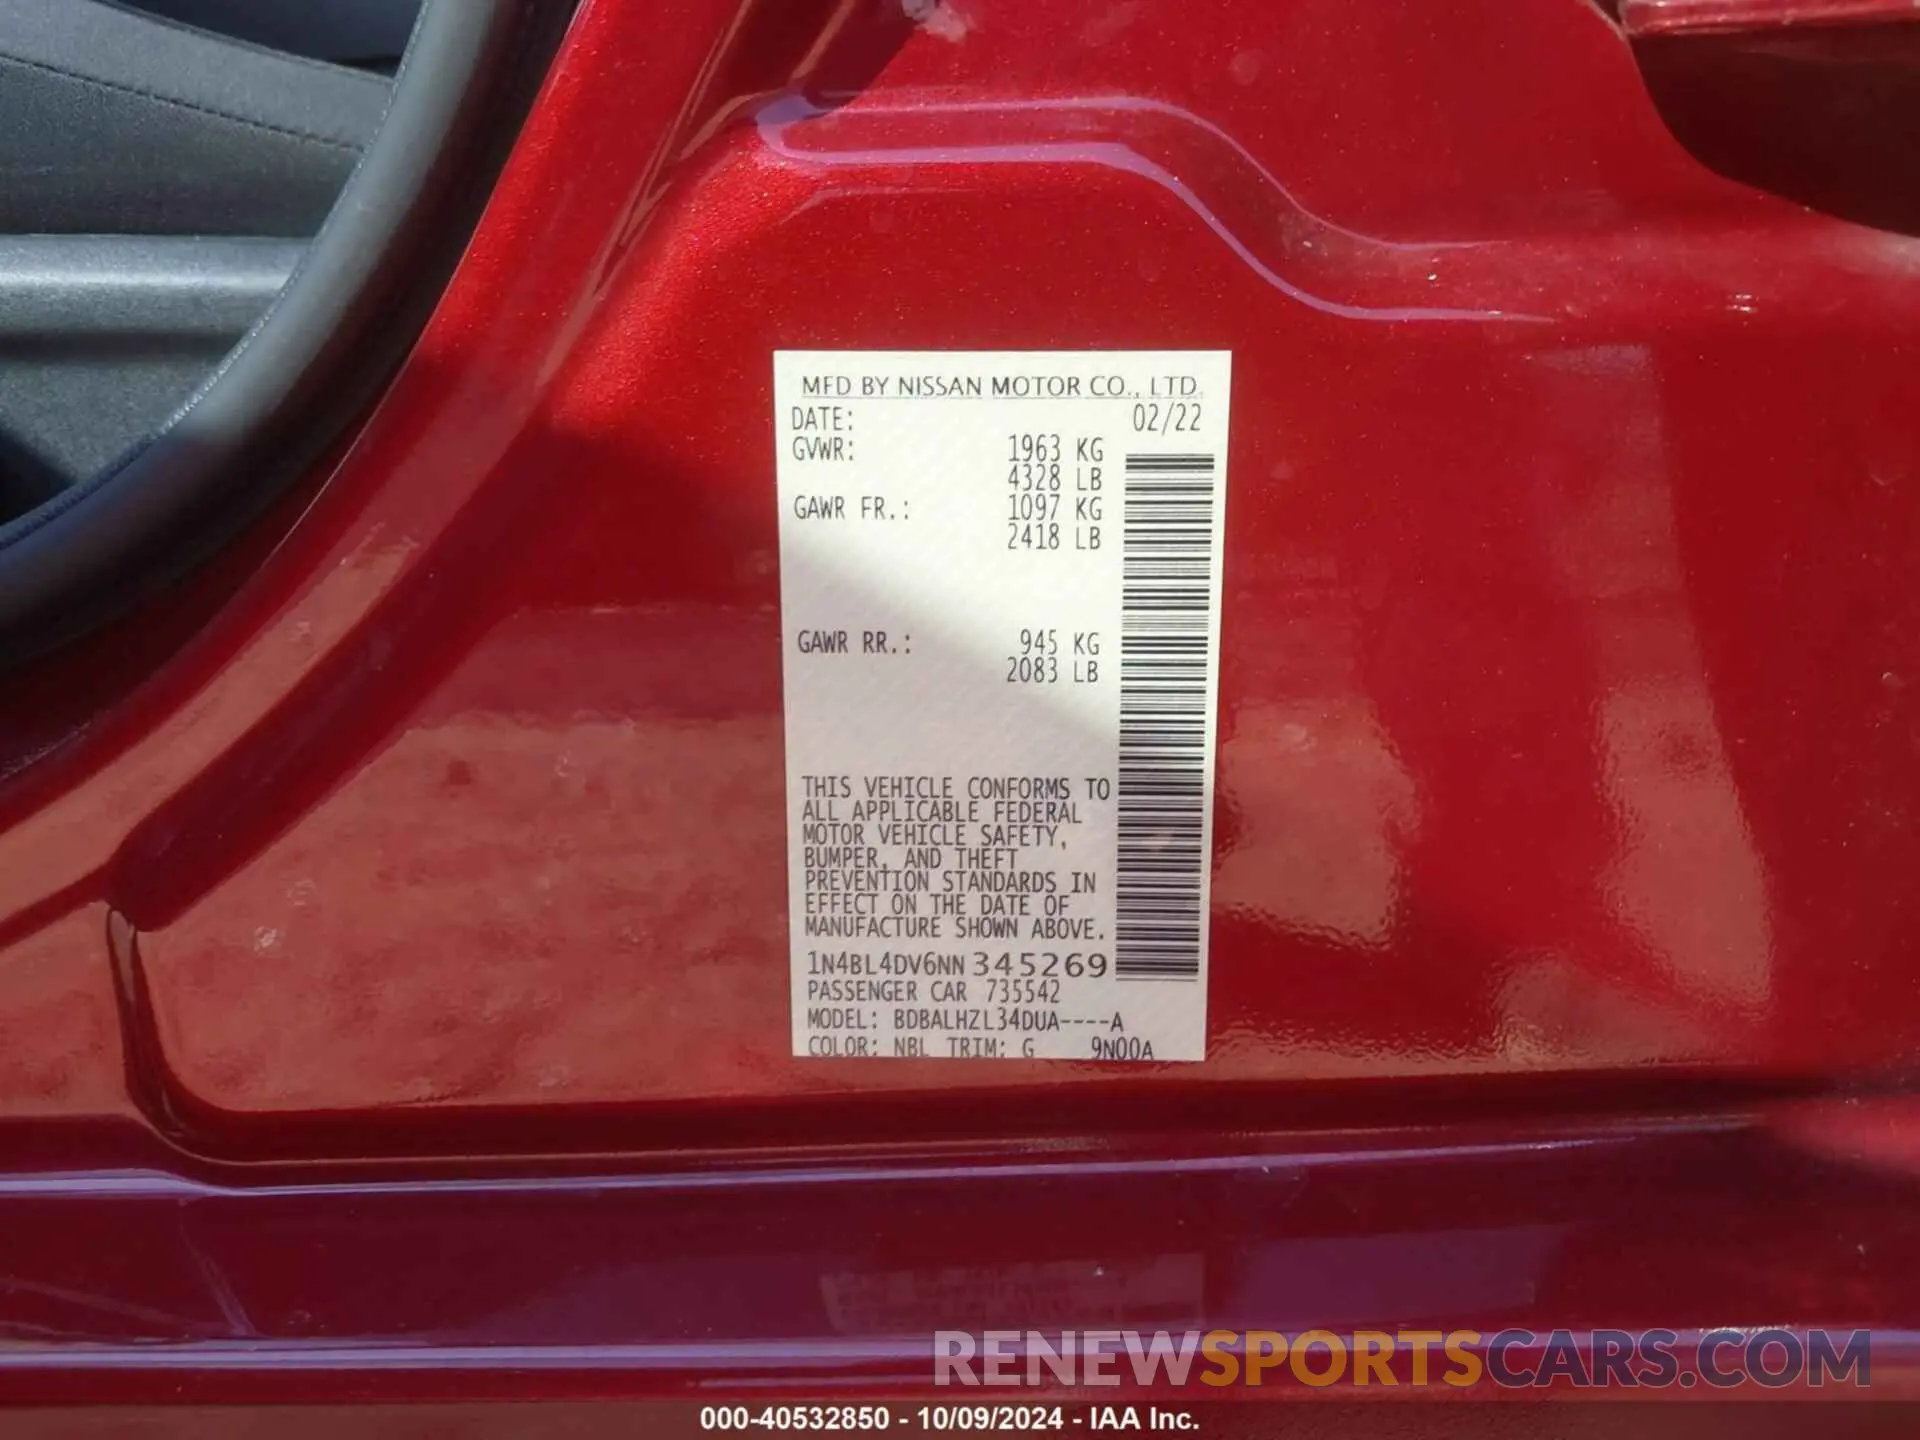 MFD BY NISSAN MOTOR CO., LTD.
DATE: 02/22
GVWR: 1963 KG
4328 LB
GAWR FR.: 1097 KG
2418 LB
GAWR RR.: 945 KG
2083 LB
THIS VEHICLE CONFORMS TO
ALL APPLICABLE FEDERAL
MOTOR VEHICLE SAFETY,
BUMPER, AND THEFT
PREVENTION STANDARDS IN
EFFECT ON THE DATE OF
MANUFACTURE SHOWN ABOVE.
1N4BL4DV6NN345269
PASSENGER CAR 735542
MODEL: BDBALHZL34DUA----A
COLOR: NBL TRIM: G 9N00A
RENEWSPORTSCARS.COM
000-40532850 - 10/09/2024 - IAA Inc.